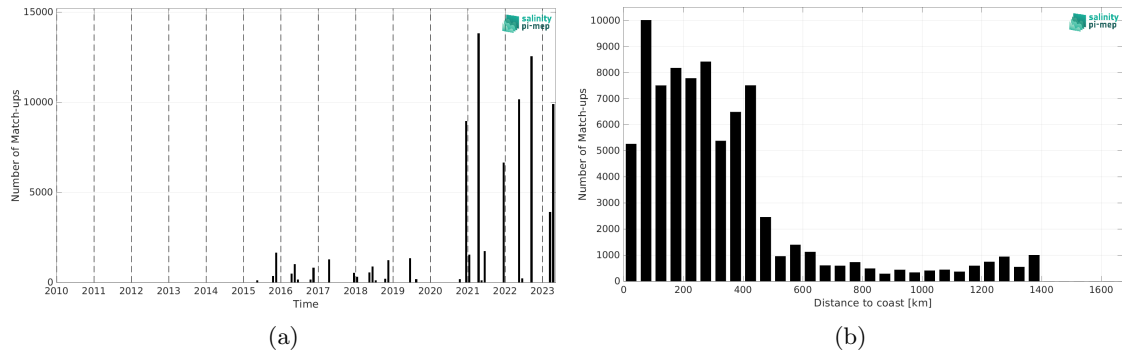 15000
10000
5000
0
Number of Match-ups
2010 2011 2012 2013 2014 2015 2016 2017 2018 2019 2020 2021 2022 2023
Time
salinity
pi-mep
(a)
10000
9000
8000
7000
6000
5000
4000
3000
2000
1000
0
Number of Match-ups
0 200 400 600 800 1000 1200 1400 1600
Distance to coast [km]
salinity
pi-mep
(b)